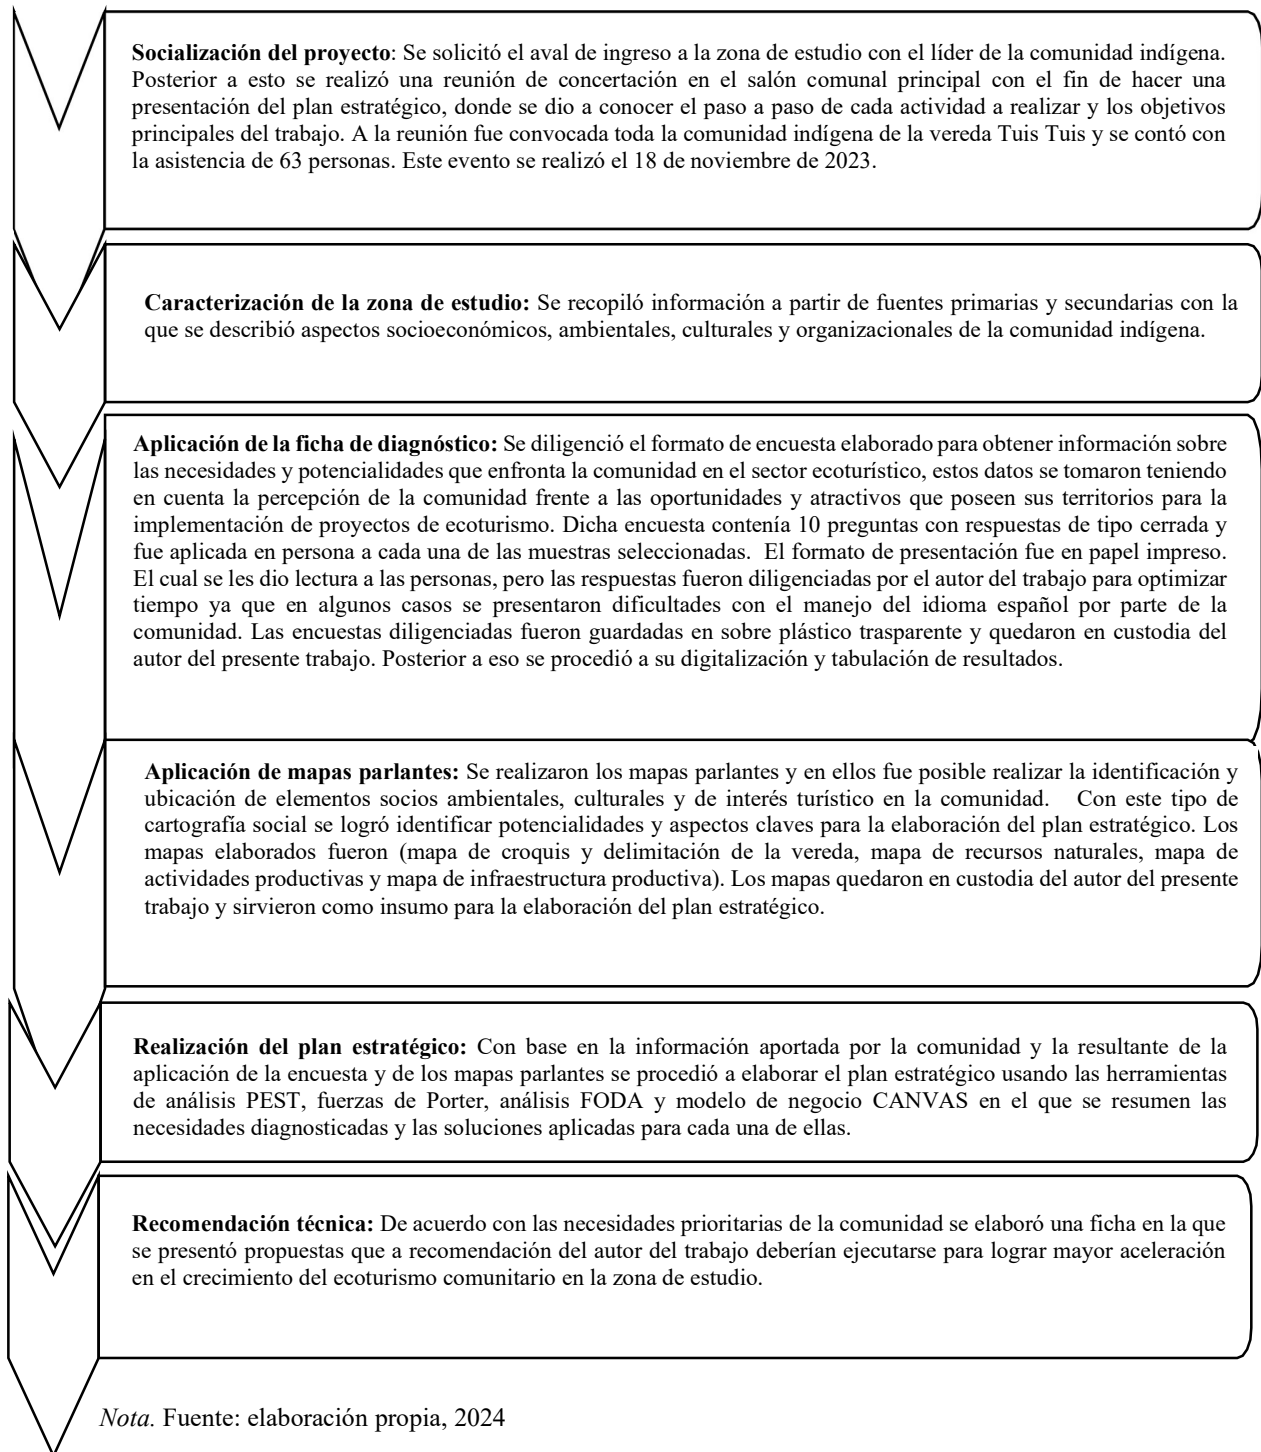 Socialización del proyecto: Se solicitó el aval de ingreso a la zona de estudio con el líder de la comunidad indígena.
Posterior a esto se realizó una reunión de concertación en el salón comunal principal con el fin de hacer una
presentación del plan estratégico, donde se dio a conocer el paso a paso de cada actividad a realizar y los objetivos
principales del trabajo. A la reunión fue convocada toda la comunidad indígena de la vereda Tuis Tuis y se contó con
la asistencia de 63 personas. Este evento se realizó el 18 de noviembre de 2023.
Caracterización de la zona de estudio: Se recopiló información a partir de fuentes primarias y secundarias con la
que se describió aspectos socioeconómicos, ambientales, culturales y organizacionales de la comunidad indígena.
Aplicación de la ficha de diagnóstico: Se diligenció el formato de encuesta elaborado para obtener información sobre
las necesidades y potencialidades que enfrenta la comunidad en el sector ecoturístico, estos datos se tomaron teniendo
en cuenta la percepción de la comunidad frente a las oportunidades y atractivos que poseen sus territorios para la
implementación de proyectos de ecoturismo. Dicha encuesta contenía 10 preguntas con respuestas de tipo cerrada y
fue aplicada en persona a cada una de las muestras seleccionadas. El formato de presentación fue en papel impreso.
El cual se les dio lectura a las personas, pero las respuestas fueron diligenciadas por el autor del trabajo para optimizar
tiempo ya que en algunos casos se presentaron dificultades con el manejo del idioma español por parte de la
comunidad. Las encuestas diligenciadas fueron guardadas en sobre plástico trasparente y quedaron en custodia del
autor del presente trabajo. Posterior a eso se procedió a su digitalización y tabulación de resultados.
Aplicación de mapas parlantes: Se realizaron los mapas parlantes y en ellos fue posible realizar la identificación y
ubicación de elementos socios ambientales, culturales y de interés turístico en la comunidad. Con este tipo de
cartografía social se logró identificar potencialidades y aspectos claves para la elaboración del plan estratégico. Los
mapas elaborados fueron (mapa de croquis y delimitación de la vereda, mapa de recursos naturales, mapa de
actividades productivas y mapa de infraestructura productiva). Los mapas quedaron en custodia del autor del presente
trabajo y sirvieron como insumo para la elaboración del plan estratégico.
Realización del plan estratégico: Con base en la información aportada por la comunidad y la resultante de la
aplicación de la encuesta y de los mapas parlantes se procedió a elaborar el plan estratégico usando las herramientas
de análisis PEST, fuerzas de Porter, análisis FODA y modelo de negocio CANVAS en el que se resumen las
necesidades diagnosticadas y las soluciones aplicadas para cada una de ellas.
Recomendación técnica: De acuerdo con las necesidades prioritarias de la comunidad se elaboró una ficha en la que
se presentó propuestas que a recomendación del autor del trabajo deberían ejecutarse para lograr mayor aceleración
en el crecimiento del ecoturismo comunitario en la zona de estudio.
Nota. Fuente: elaboración propia, 2024